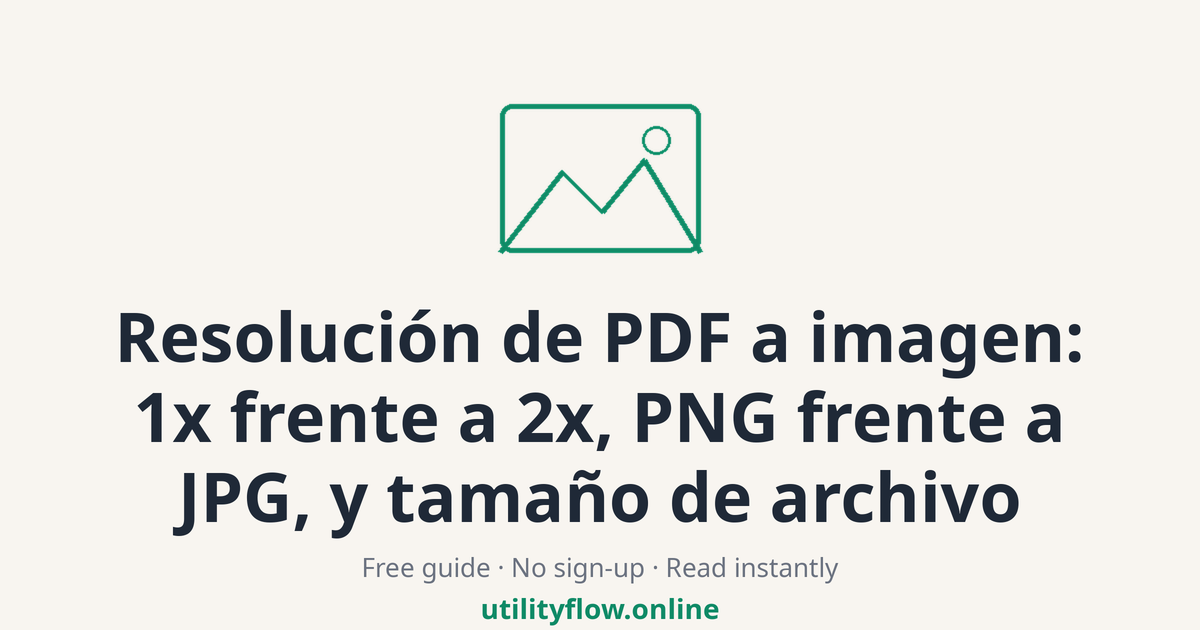 Resolución de PDF a imagen:
1x frente a 2x, PNG frente a
JPG, y tamaño de archivo
Free guide · No sign-up · Read instantly
utilityflow.online